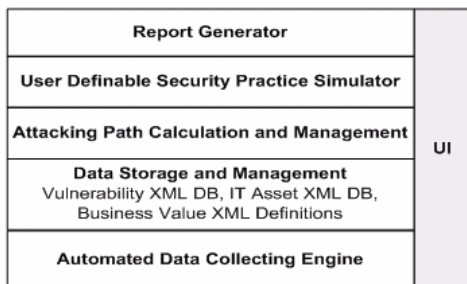 Report Generator
User Definable Security Practice Simulator
Attacking Path Calculation and Management
Data Storage and Management
Vulnerability XML DB, IT Asset XML DB,
Business Value XML Definitions
Automated Data Collecting Engine
UI